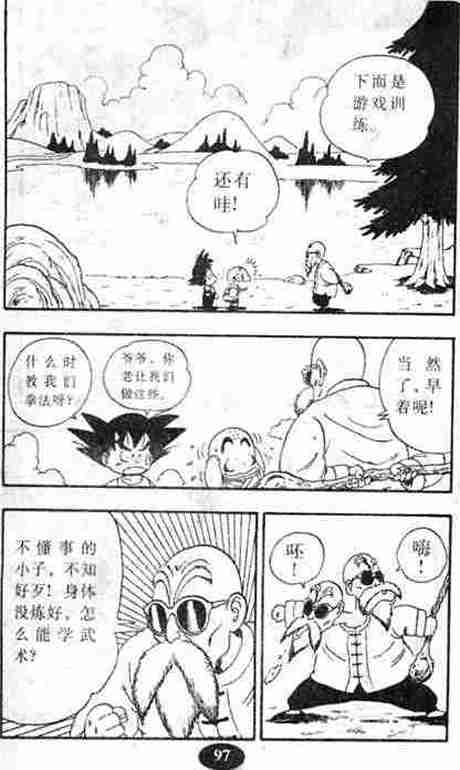 下面是
游戏训
练。
还有
哇!
当然
了,早
着呢!
爷爷,你
老让我们
做这些。
什么时
教我们
拳法呀?
嗨
!
呸
!
不懂事的
小子,不知
好歹!身体
没炼好,怎
么能学武
术?
97